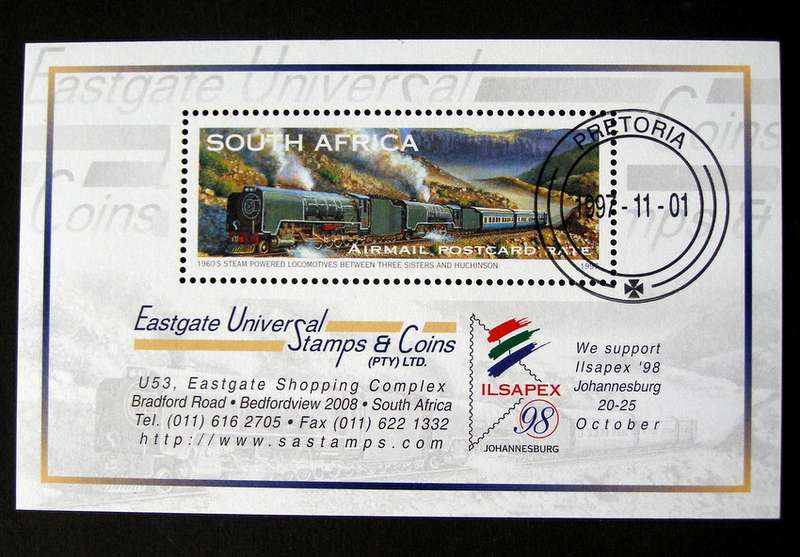 Eastgate Universal
Stamps & Coins
SOUTH AFRICA
AIRMAIL POSTCARD RATE
1960'S STEAM POWERED LOCOMOTIVES BETWEEN THREE SISTERS AND HUCHINSON 1997
PRETORIA
1997-11-01
Eastgate Universal
Stamps & Coins
(PTY) LTD.
U53, Eastgate Shopping Complex
Bradford Road • Bedfordview 2008 • South Africa
Tel. (011) 616 2705 • Fax (011) 622 1332
http://www.sastamps.com
ILSAPEX
98
JOHANNESBURG
We support
Ilsapex '98
Johannesburg
20-25
October